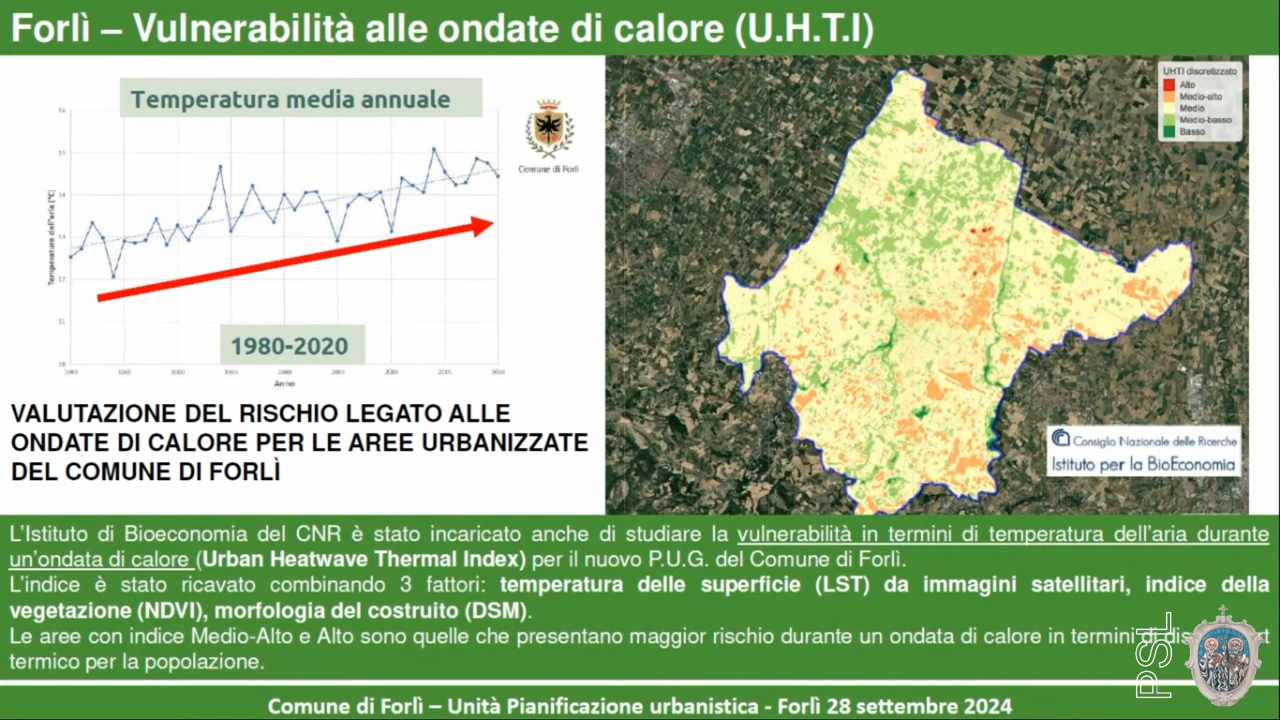 Forlì – Vulnerabilità alle ondate di calore (U.H.T.I)
Temperatura media annuale
Comune di Forlì
Temperatura dell'aria (°C)
1980-2020
Anno
UHTI discretizzato
Alto
Medio-alto
Medio
Medio-basso
Basso
Consiglio Nazionale delle Ricerche
Istituto per la BioEconomia
VALUTAZIONE DEL RISCHIO LEGATO ALLE
ONDATE DI CALORE PER LE AREE URBANIZZATE
DEL COMUNE DI FORLÌ
L'Istituto di Bioeconomia del CNR è stato incaricato anche di studiare la vulnerabilità in termini di temperatura dell'aria durante
un'ondata di calore (Urban Heatwave Thermal Index) per il nuovo P.U.G. del Comune di Forlì.
L'indice è stato ricavato combinando 3 fattori: temperatura delle superficie (LST) da immagini satellitari, indice della
vegetazione (NDVI), morfologia del costruito (DSM).
Le aree con indice Medio-Alto e Alto sono quelle che presentano maggior rischio durante un ondata di calore in termini
termico per la popolazione.
PSL
Comune di Forlì – Unità Pianificazione urbanistica - Forlì 28 settembre 2024